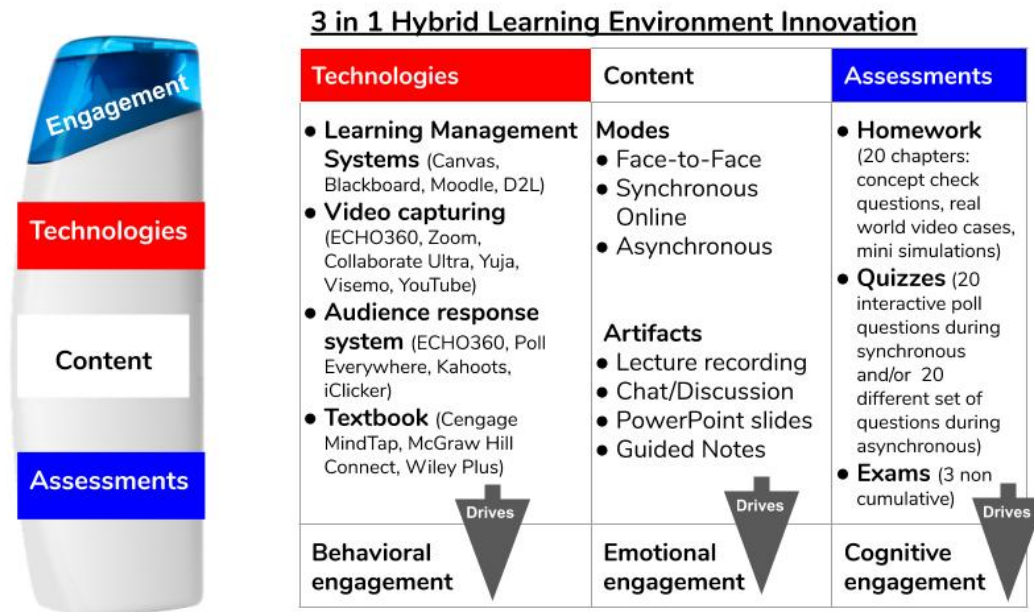 3 in 1 Hybrid Learning Environment Innovation
Engagement
Technologies
Content
Assessments
Technologies
● Learning Management
Systems (Canvas,
Blackboard, Moodle, D2L)
● Video capturing
(ECHO360, Zoom,
Collaborate Ultra, Yuja,
Visemo, YouTube)
● Audience response
system (ECHO360, Poll
Everywhere, Kahoots,
iClicker)
● Textbook (Cengage
MindTap, McGraw Hill
Connect, Wiley Plus)
Drives
Behavioral
engagement
Content
Modes
● Face-to-Face
● Synchronous
Online
● Asynchronous
Artifacts
● Lecture recording
● Chat/Discussion
● PowerPoint slides
● Guided Notes
Drives
Emotional
engagement
Assessments
● Homework
(20 chapters:
concept check
questions, real
world video cases,
mini simulations)
● Quizzes (20
interactive poll
questions during
synchronous
and/or 20
different set of
questions during
asynchronous)
● Exams (3 non
cumulative)
Drives
Cognitive
engagement